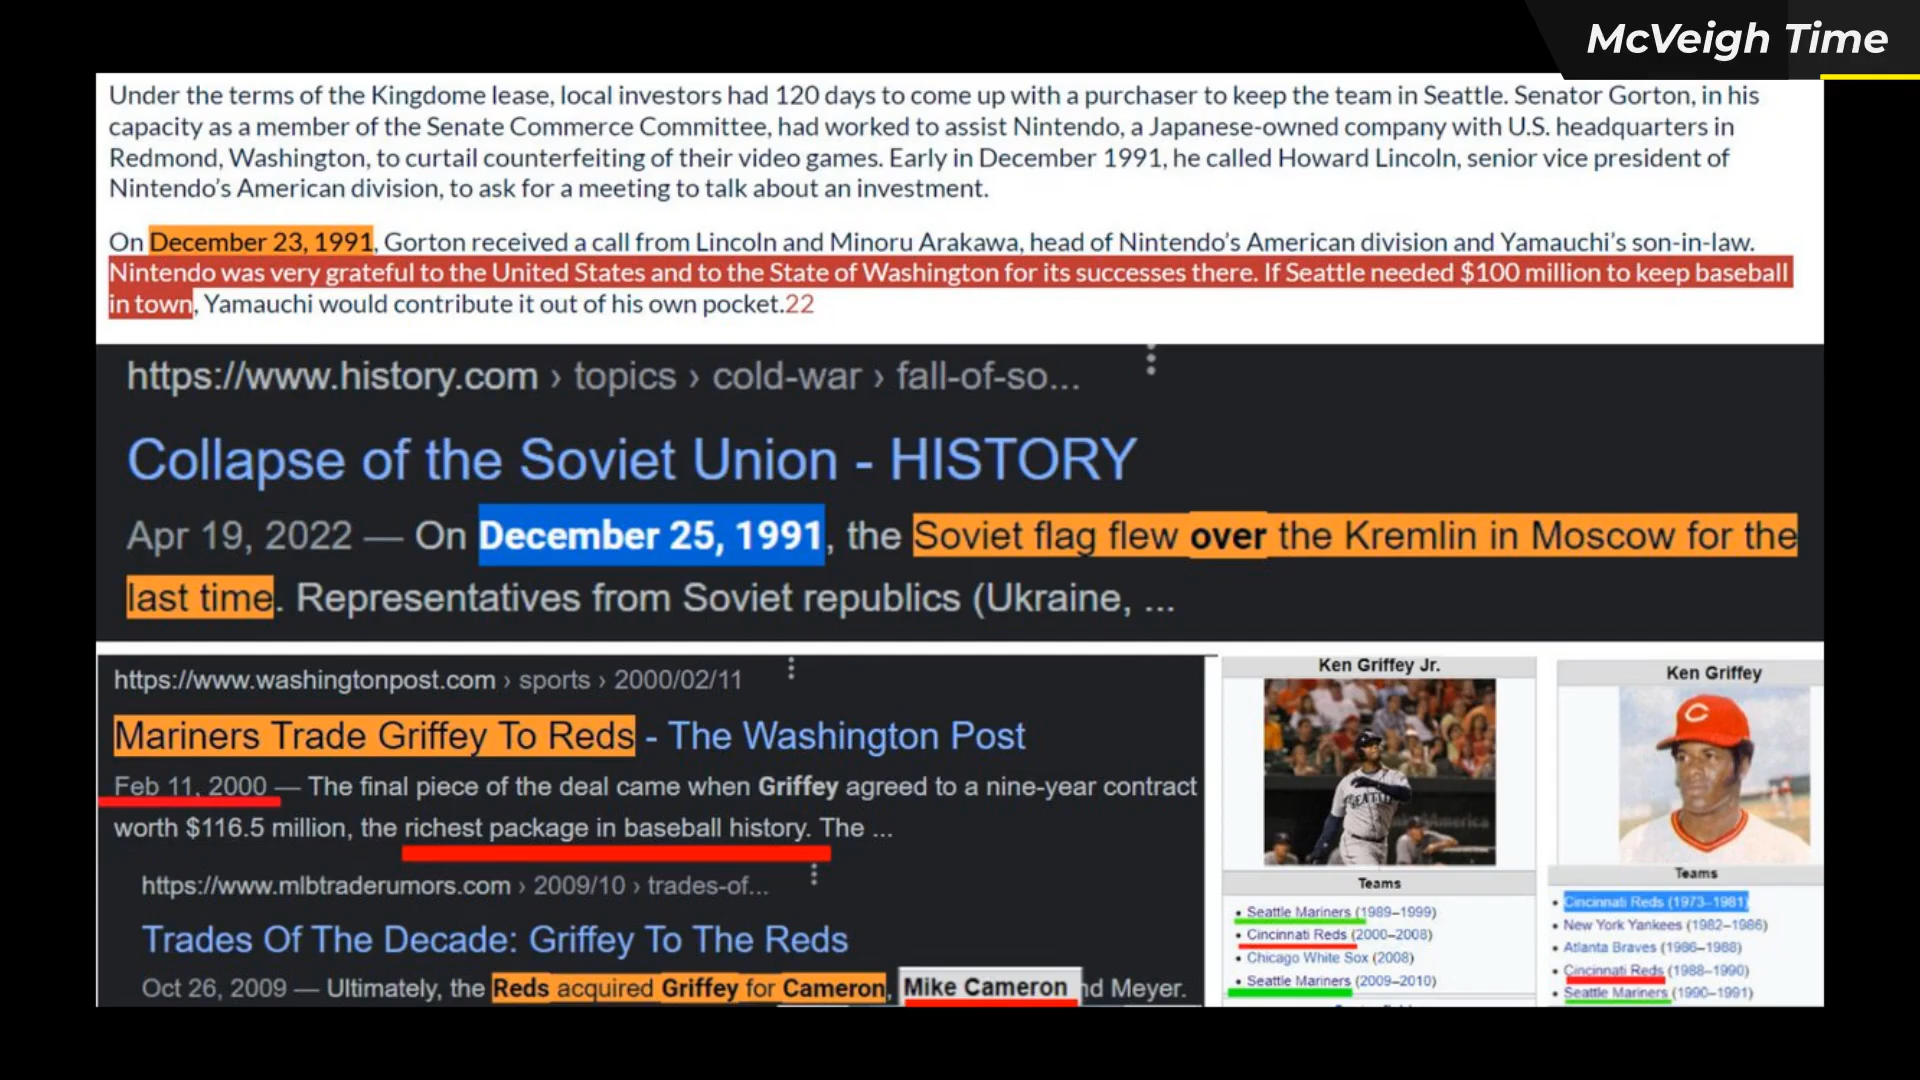 McVeigh Time
Under the terms of the Kingdome lease, local investors had 120 days to come up with a purchaser to keep the team in Seattle. Senator Gorton, in his
capacity as a member of the Senate Commerce Committee, had worked to assist Nintendo, a Japanese-owned company with U.S. headquarters in
Redmond, Washington, to curtail counterfeiting of their video games. Early in December 1991, he called Howard Lincoln, senior vice president of
Nintendo's American division, to ask for a meeting to talk about an investment.
On December 23, 1991, Gorton received a call from Lincoln and Minoru Arakawa, head of Nintendo's American division and Yamauchi's son-in-law.
Nintendo was very grateful to the United States and to the State of Washington for its successes there. If Seattle needed $100 million to keep baseball
in town, Yamauchi would contribute it out of his own pocket.22
https://www.history.com › topics › cold-war › fall-of-so...
Collapse of the Soviet Union - HISTORY
Apr 19, 2022 — On December 25, 1991, the Soviet flag flew over the Kremlin in Moscow for the
last time. Representatives from Soviet republics (Ukraine, ...
https://www.washingtonpost.com › sports › 2000/02/11
Mariners Trade Griffey To Reds - The Washington Post
Feb 11, 2000 — The final piece of the deal came when Griffey agreed to a nine-year contract
worth $116.5 million, the richest package in baseball history. The ...
https://www.mlbtraderumors.com › 2009/10 › trades-of...
Trades Of The Decade: Griffey To The Reds
Oct 26, 2009 — Ultimately, the Reds acquired Griffey for Cameron, Mike Cameron nd Meyer.
Ken Griffey Jr.
SEATTLE
Teams
• Seattle Mariners (1989–1999)
• Cincinnati Reds (2000–2008)
• Chicago White Sox (2008)
• Seattle Mariners (2009–2010)
Ken Griffey
C
Teams
• Cincinnati Reds (1973–1981)
• New York Yankees (1982–1986)
• Atlanta Braves (1986–1988)
• Cincinnati Reds (1988–1990)
• Seattle Mariners (1990–1991)